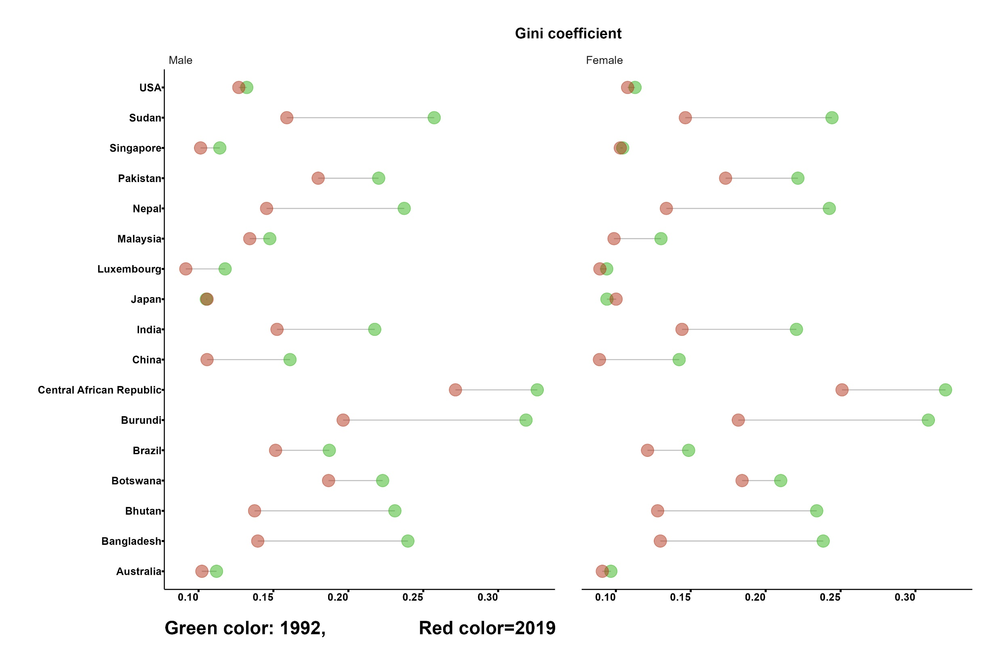 Gini coefficient
Male
Female
USA
Sudan
Singapore
Pakistan
Nepal
Malaysia
Luxembourg
Japan
India
China
Central African Republic
Burundi
Brazil
Botswana
Bhutan
Bangladesh
Australia
0.10 0.15 0.20 0.25 0.30
0.10 0.15 0.20 0.25 0.30
Green color: 1992, Red color=2019